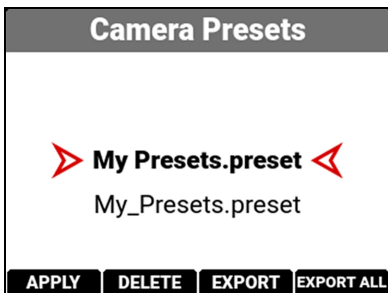 Camera Presets
My Presets.preset
My_Presets.preset
APPLY DELETE EXPORT EXPORT ALL